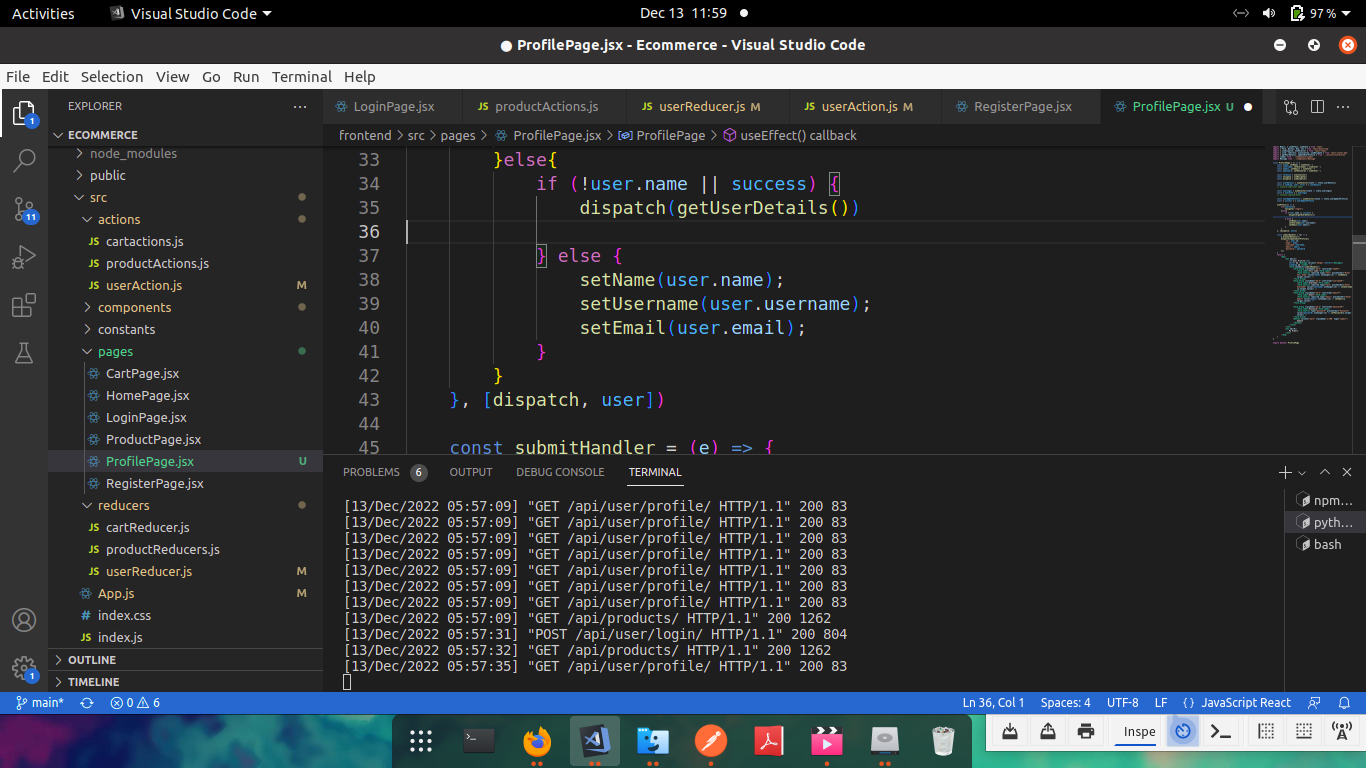 Activities
Visual Studio Code
Dec 13 11:59
97 %
● ProfilePage.jsx - Ecommerce - Visual Studio Code
File Edit Selection View Go Run Terminal Help
EXPLORER
ECOMMERCE
node_modules
public
src
actions
JS cartactions.js
JS productActions.js
JS userAction.js M
components
constants
pages
CartPage.jsx
HomePage.jsx
LoginPage.jsx
ProductPage.jsx
ProfilePage.jsx U
RegisterPage.jsx
reducers
JS cartReducer.js
JS productReducers.js
JS userReducer.js M
App.js M
# index.css
JS index.js
OUTLINE
TIMELINE
1
11
1
LoginPage.jsx
JS productActions.js
JS userReducer.js M
JS userAction.js M
RegisterPage.jsx
ProfilePage.jsx U
frontend > src > pages > ProfilePage.jsx > ProfilePage > useEffect() callback
33 }else{
34 if (!user.name || success) {
35 dispatch(getUserDetails())
36
37 } else {
38 setName(user.name);
39 setUsername(user.username);
40 setEmail(user.email);
41 }
42 }
43 }, [dispatch, user])
44
45 const submitHandler = (e) => {
PROBLEMS 6 OUTPUT DEBUG CONSOLE TERMINAL
[13/Dec/2022 05:57:09] "GET /api/user/profile/ HTTP/1.1" 200 83
[13/Dec/2022 05:57:09] "GET /api/user/profile/ HTTP/1.1" 200 83
[13/Dec/2022 05:57:09] "GET /api/user/profile/ HTTP/1.1" 200 83
[13/Dec/2022 05:57:09] "GET /api/user/profile/ HTTP/1.1" 200 83
[13/Dec/2022 05:57:09] "GET /api/user/profile/ HTTP/1.1" 200 83
[13/Dec/2022 05:57:09] "GET /api/user/profile/ HTTP/1.1" 200 83
[13/Dec/2022 05:57:09] "GET /api/user/profile/ HTTP/1.1" 200 83
[13/Dec/2022 05:57:09] "GET /api/products/ HTTP/1.1" 200 1262
[13/Dec/2022 05:57:31] "POST /api/user/login/ HTTP/1.1" 200 804
[13/Dec/2022 05:57:32] "GET /api/products/ HTTP/1.1" 200 1262
[13/Dec/2022 05:57:35] "GET /api/user/profile/ HTTP/1.1" 200 83
npm...
pyth...
bash
main* 0 6
Ln 36, Col 1 Spaces: 4 UTF-8 LF {} JavaScript React
Inspe